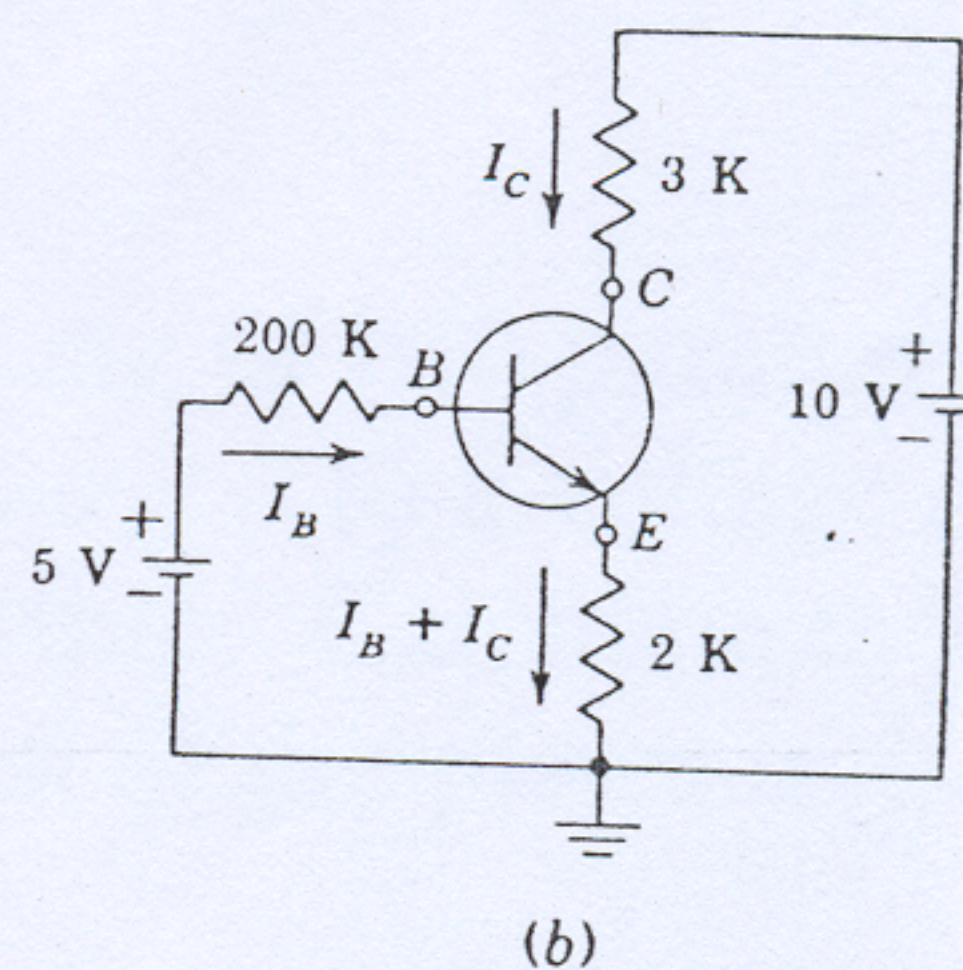 I_C
3 K
C
200 K
B
+
10 V
−
I_B
+
5 V
−
E
I_B + I_C
2 K
(b)